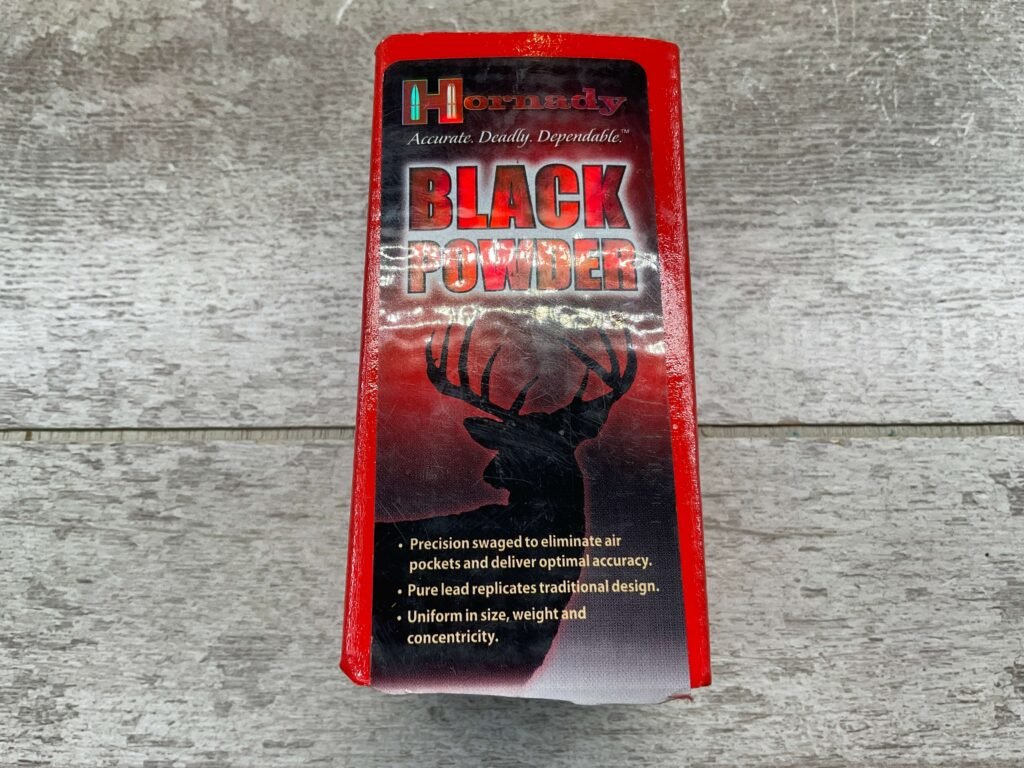 Hornady
Accurate. Deadly. Dependable.™
BLACK
POWDER
• Precision swaged to eliminate air
pockets and deliver optimal accuracy.
• Pure lead replicates traditional design.
• Uniform in size, weight and
concentricity.